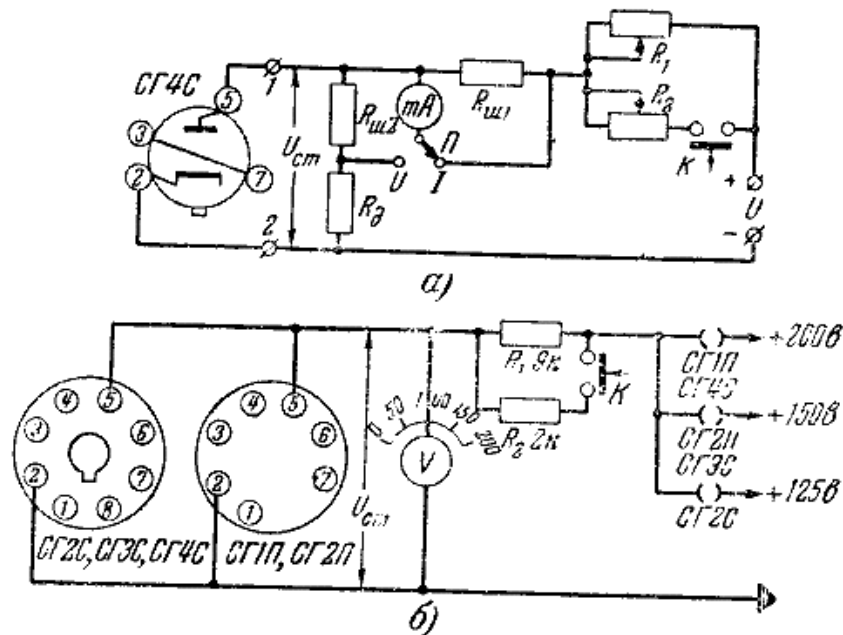 СГ4С
5
3
2
7
1
2
Uст
Rш2
Rд
mA
Rш1
П
U
I
R1
R2
K
+
U
-
а)
4 5
3 6
2 7
1 8
СГ2С, СГ3С, СГ4С
4 5
3 6
2 7
1
СГ1П, СГ2П
Uст
0 50 100 150 200
V
R1 9к
R2 2к
K
+200в
СГ1П
СГ4С
+150в
СГ2П
СГ3С
+125в
СГ2С
б)